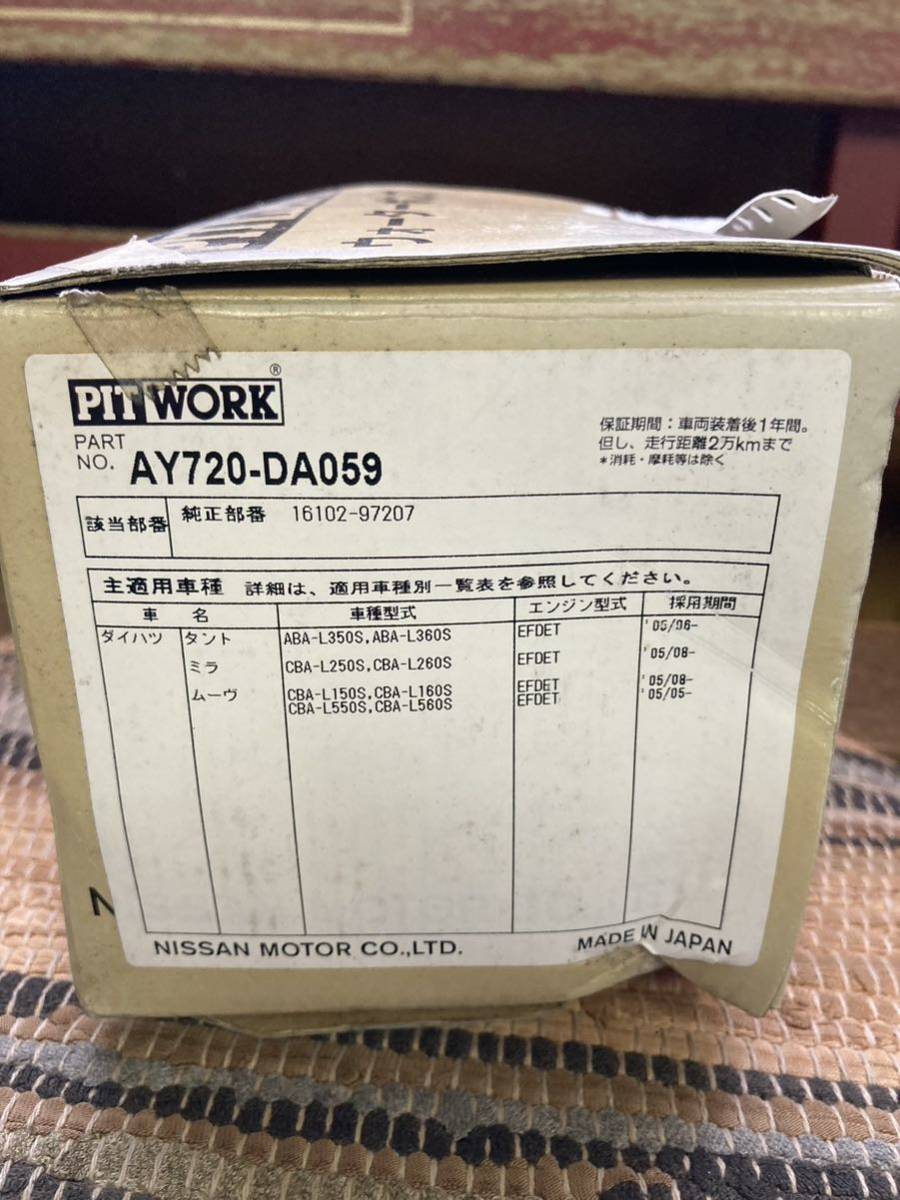 ウォーターポ
PITWORK®
PART NO. AY720-DA059
保証期間：車両装着後1年間。
但し、走行距離2万kmまで
*消耗・摩耗等は除く
該当部番 純正部番 16102-97207
主適用車種 詳細は、適用車種別一覧表を参照してください。
車 名 車種型式 エンジン型式 採用期間
ダイハツ タント ABA-L350S,ABA-L360S EFDET '05/06-
ミラ CBA-L250S,CBA-L260S EFDET '05/08-
ムーヴ CBA-L150S,CBA-L160S EFDET '05/08-
CBA-L550S,CBA-L560S EFDET '05/05-
N
NISSAN MOTOR CO.,LTD. MADE IN JAPAN